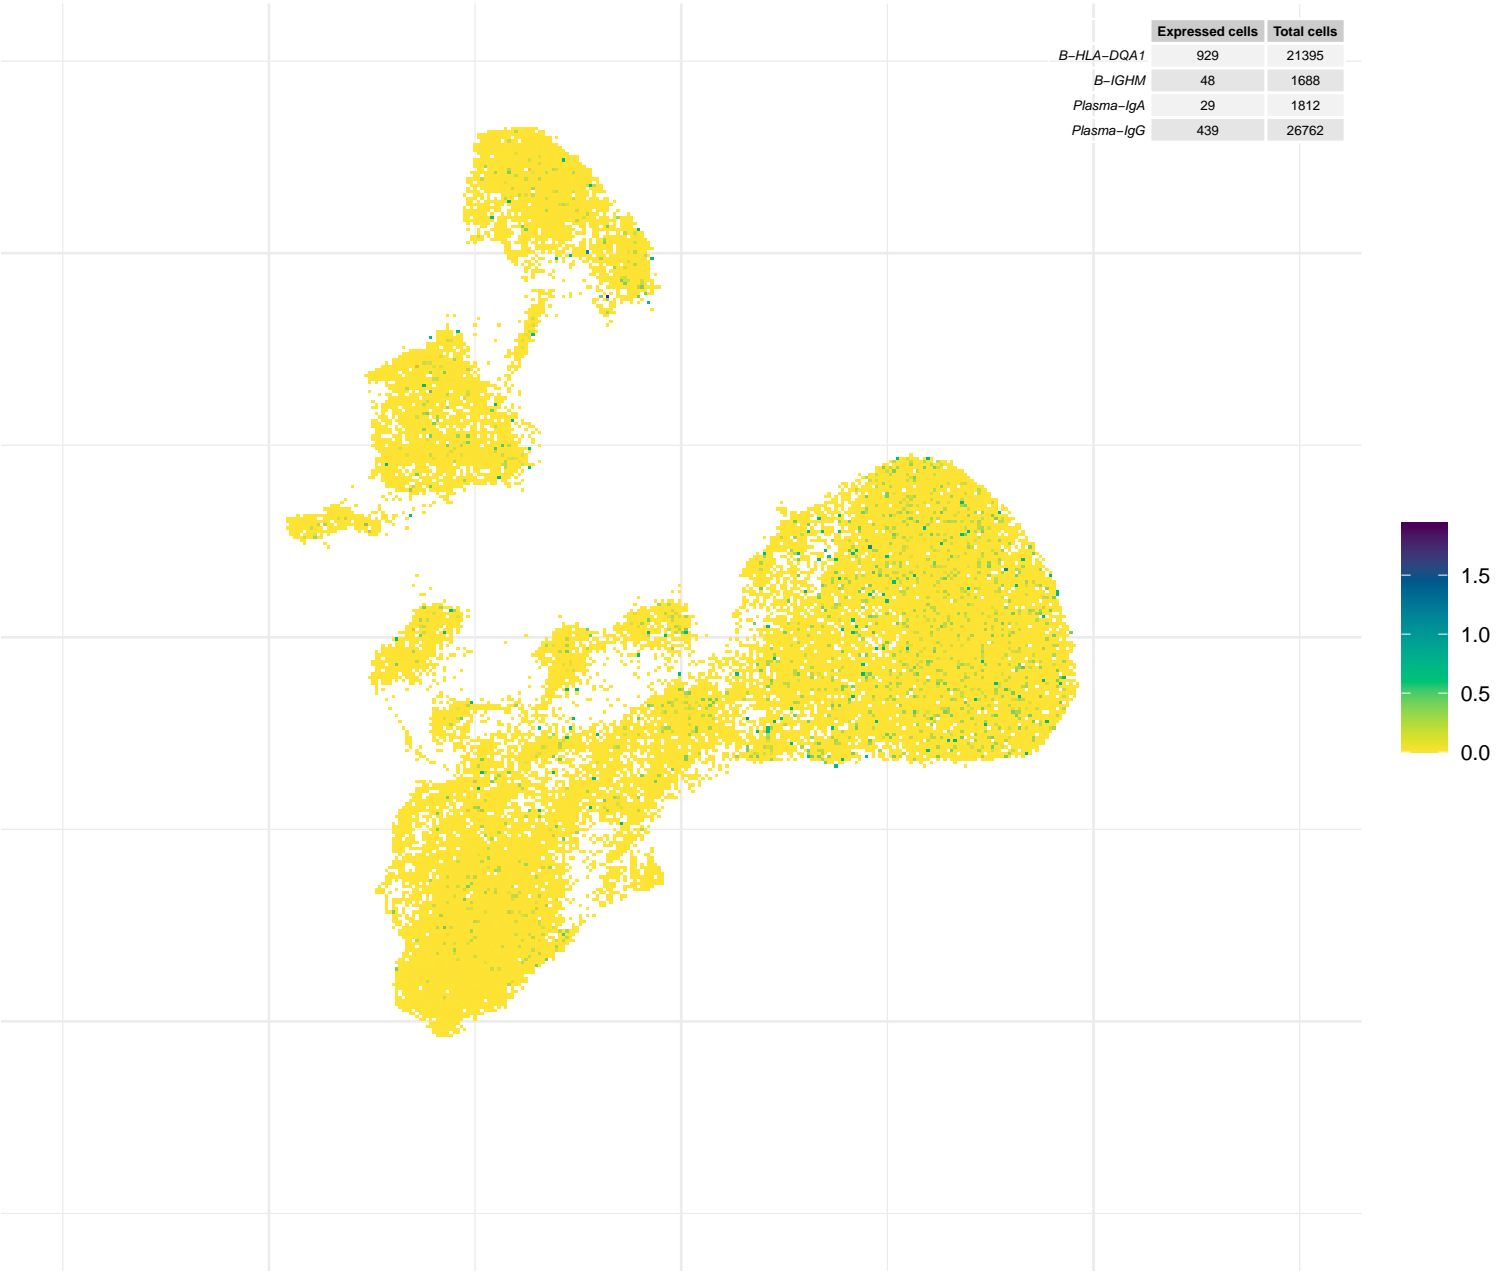 Expressed cells Total cells
B−HLA−DQA1 929 21395
B−IGHM 48 1688
Plasma−IgA 29 1812
Plasma−IgG 439 26762
1.5
1.0
0.5
0.0